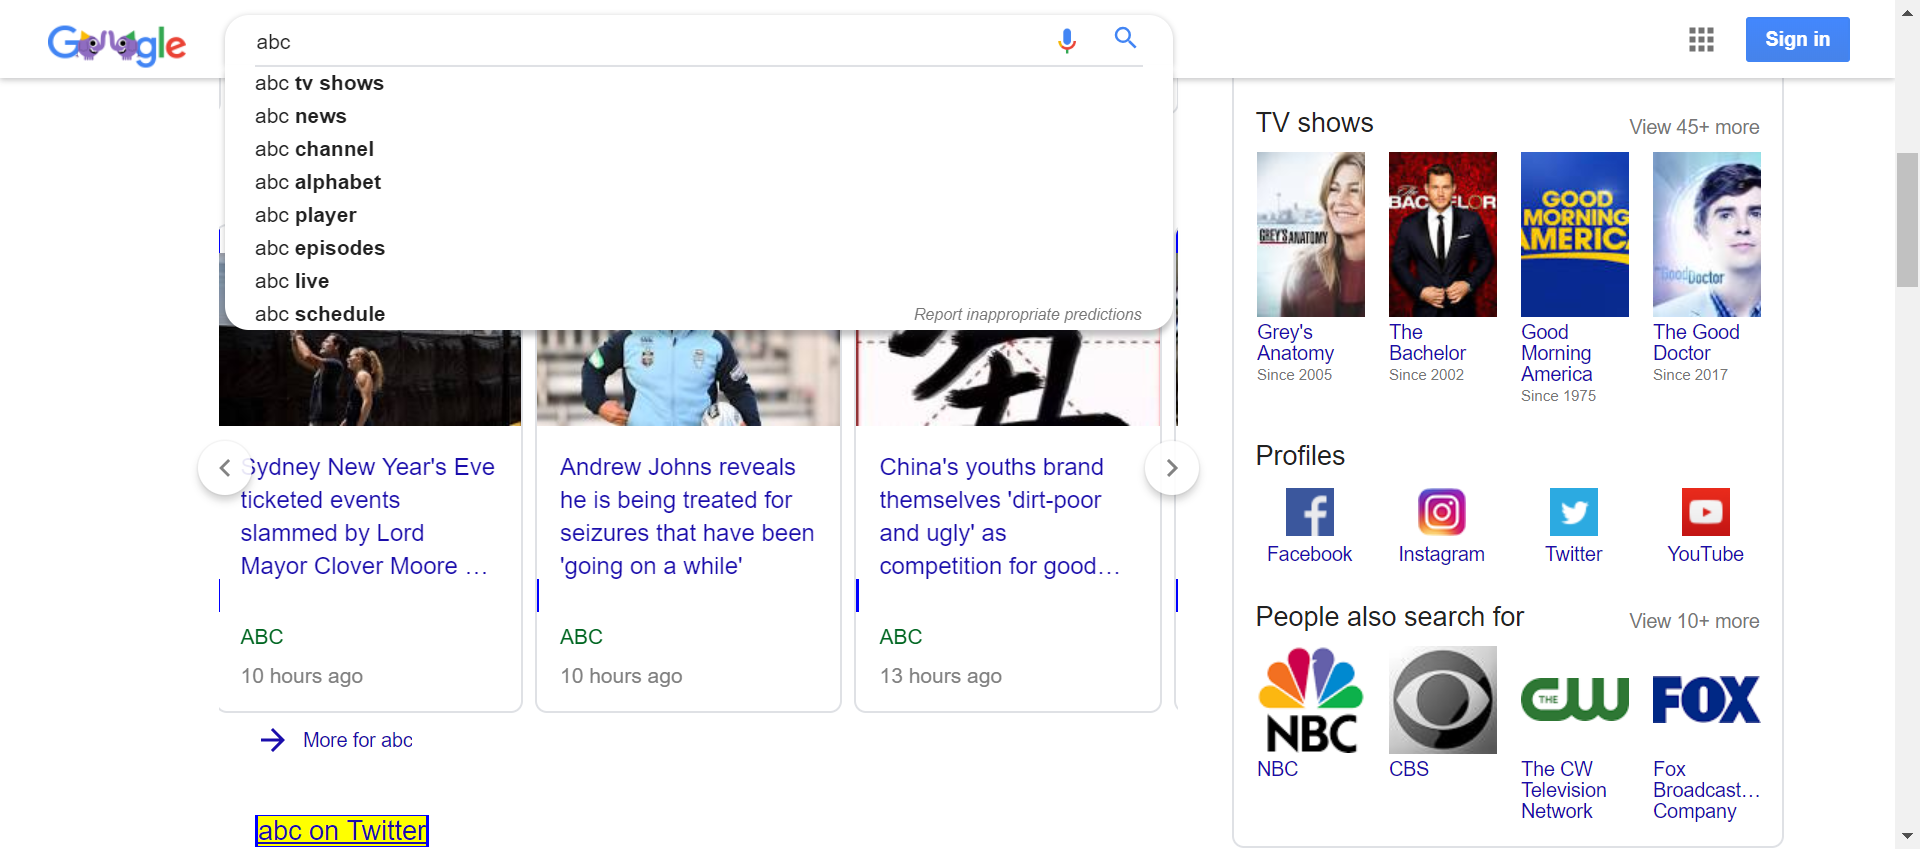 Google
abc
Sign in
abc tv shows
abc news
abc channel
abc alphabet
abc player
abc episodes
abc live
abc schedule
Report inappropriate predictions
Sydney New Year's Eve
ticketed events
slammed by Lord
Mayor Clover Moore ...
ABC
10 hours ago
Andrew Johns reveals
he is being treated for
seizures that have been
'going on a while'
ABC
10 hours ago
China's youths brand
themselves 'dirt-poor
and ugly' as
competition for good...
ABC
13 hours ago
More for abc
abc on Twitter
TV shows
View 45+ more
GREY'S ANATOMY
The
BACHELOR
GOOD
MORNING
AMERICA
GoodDoctor
Grey's
Anatomy
Since 2005
The
Bachelor
Since 2002
Good
Morning
America
Since 1975
The Good
Doctor
Since 2017
Profiles
Facebook
Instagram
Twitter
YouTube
People also search for
View 10+ more
NBC
THE CW
FOX
NBC
CBS
The CW
Television
Network
Fox
Broadcast...
Company